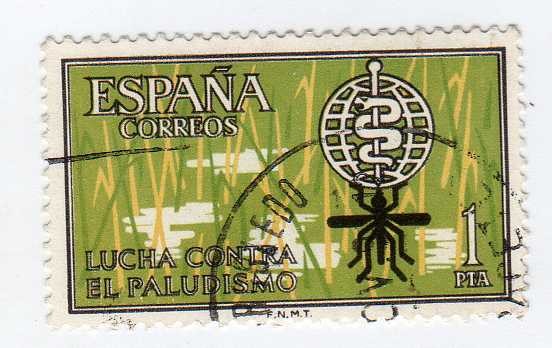 ESPAÑA
CORREOS
LUCHA CONTRA
EL PALUDISMO
1
PTA
F.N.M.T.